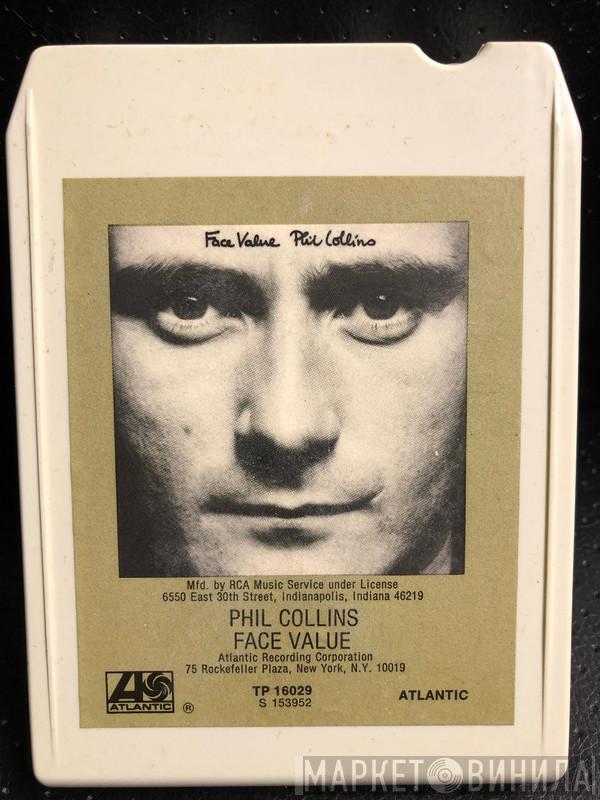 Face Value Phil Collins
Mfd. by RCA Music Service under License
6550 East 30th Street, Indianapolis, Indiana 46219
PHIL COLLINS
FACE VALUE
Atlantic Recording Corporation
75 Rockefeller Plaza, New York, N.Y. 10019
ATLANTIC ®
TP 16029
S 153952
ATLANTIC
МАРКЕТ ВИНИЛА